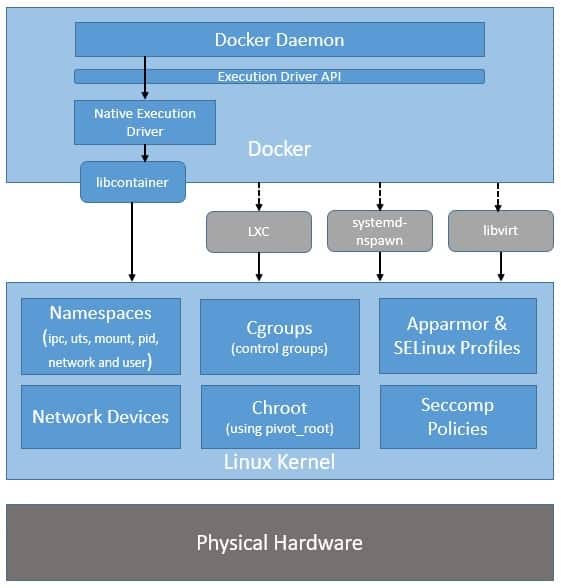 Docker Daemon
Execution Driver API
Native Execution
Driver
Docker
libcontainer
LXC
systemd-
nspawn
libvirt
Namespaces
(ipc, uts, mount, pid,
network and user)
Cgroups
(control groups)
Apparmor &
SELinux Profiles
Network Devices
Chroot
(using pivot_root)
Seccomp
Policies
Linux Kernel
Physical Hardware